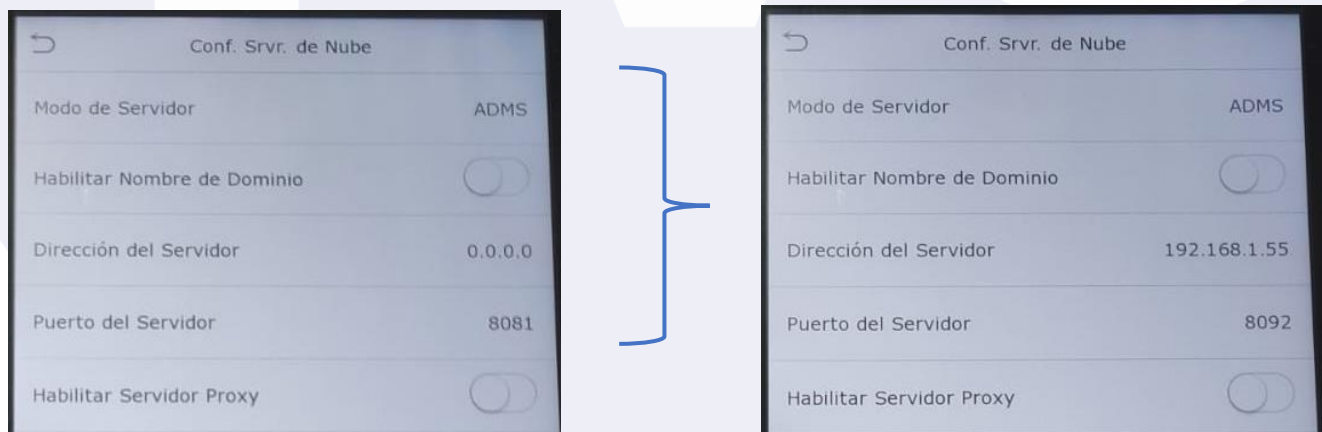 Conf. Srvr. de Nube
Modo de Servidor ADMS
Habilitar Nombre de Dominio
Dirección del Servidor 0.0.0.0
Puerto del Servidor 8081
Habilitar Servidor Proxy
Conf. Srvr. de Nube
Modo de Servidor ADMS
Habilitar Nombre de Dominio
Dirección del Servidor 192.168.1.55
Puerto del Servidor 8092
Habilitar Servidor Proxy